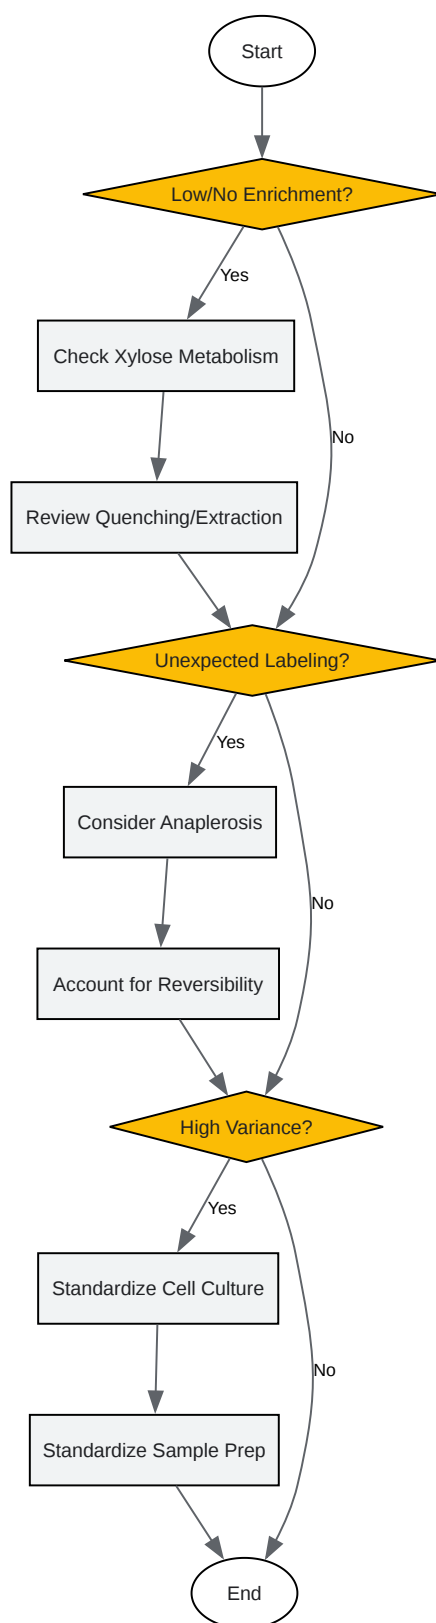 Start
Low/No Enrichment?
Yes
Check Xylose Metabolism
No
Review Quenching/Extraction
Unexpected Labeling?
Yes
Consider Anaplerosis
No
Account for Reversibility
High Variance?
Yes
Standardize Cell Culture
No
Standardize Sample Prep
End